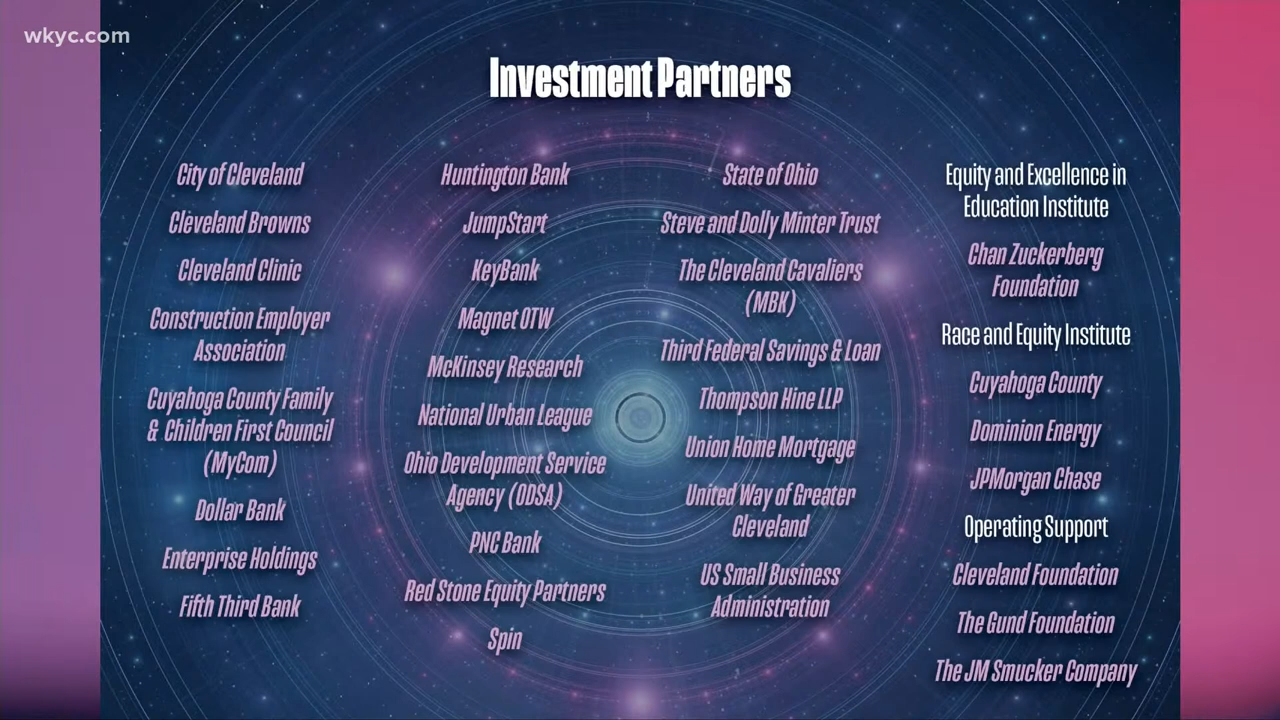 wkyc.com
Investment Partners
City of Cleveland
Cleveland Browns
Cleveland Clinic
Construction Employer
Association
Cuyahoga County Family
& Children First Council
(MyCom)
Dollar Bank
Enterprise Holdings
Fifth Third Bank
Huntington Bank
JumpStart
KeyBank
Magnet OTW
McKinsey Research
National Urban League
Ohio Development Service
Agency (ODSA)
PNC Bank
Red Stone Equity Partners
Spin
State of Ohio
Steve and Dolly Minter Trust
The Cleveland Cavaliers
(MBK)
Third Federal Savings & Loan
Thompson Hine LLP
Union Home Mortgage
United Way of Greater
Cleveland
US Small Business
Administration
Equity and Excellence in
Education Institute
Chan Zuckerberg
Foundation
Race and Equity Institute
Cuyahoga County
Dominion Energy
JPMorgan Chase
Operating Support
Cleveland Foundation
The Gund Foundation
The JM Smucker Company